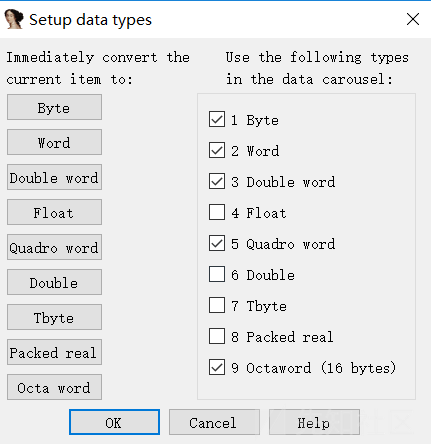 Setup data types
Immediately convert the
current item to:
Byte
Word
Double word
Float
Quadro word
Double
Tbyte
Packed real
Octa word
Use the following types
in the data carousel:
1 Byte
2 Word
3 Double word
4 Float
5 Quadro word
6 Double
7 Tbyte
8 Packed real
9 Octaword (16 bytes)
OK
Cancel
Help